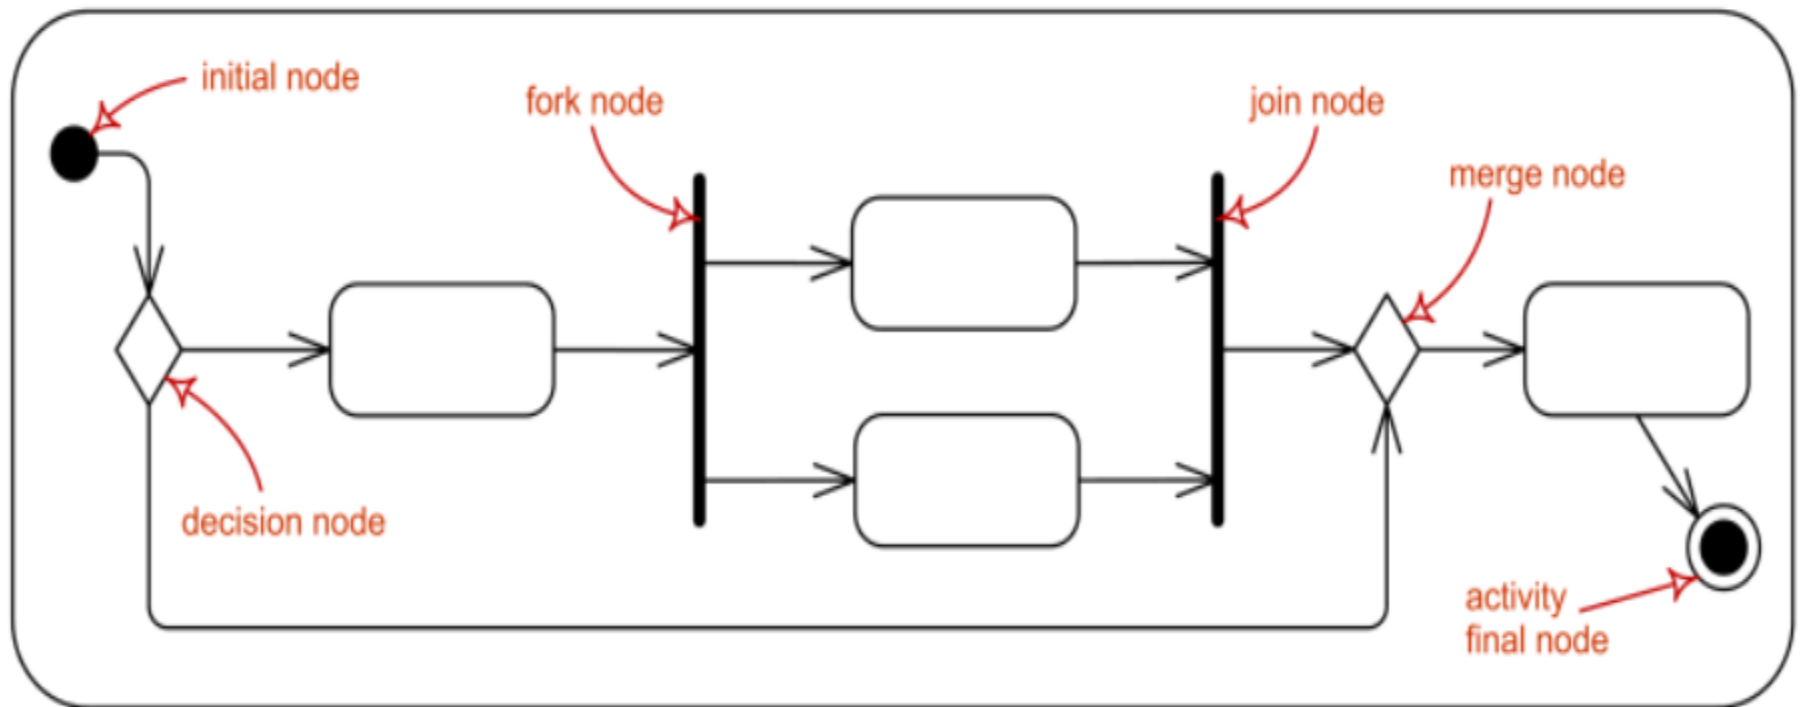 initial node
fork node
join node
merge node
decision node
activity
final node